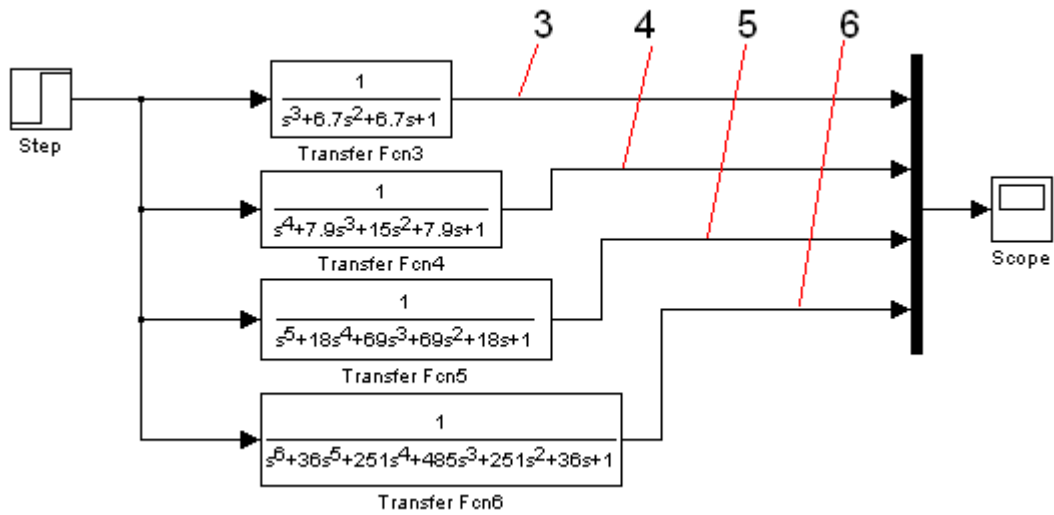 3 4 5 6
Step
1
s3+6.7s2+6.7s+1
Transfer Fcn3
1
s4+7.9s3+15s2+7.9s+1
Transfer Fcn4
1
s5+18s4+69s3+69s2+18s+1
Transfer Fcn5
1
s6+36s5+251s4+485s3+251s2+36s+1
Transfer Fcn6
Scope